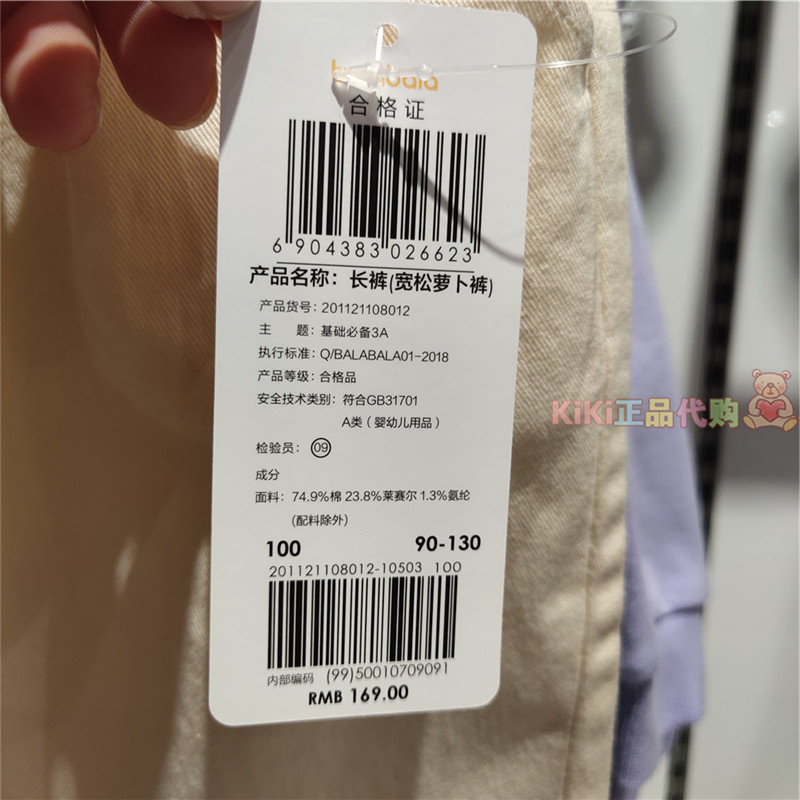 balabala
合格证
6 904383 026623
产品名称：长裤(宽松萝卜裤)
产品货号：201121108012
主 题：基础必备3A
执行标准：Q/BALABALA01-2018
产品等级：合格品
安全技术类别：符合GB31701
A类（婴幼儿用品）
检验员：09
成分
面料：74.9%棉 23.8%莱赛尔 1.3%氨纶
(配料除外)
100 90-130
201121108012-10503 100
内部编码 (99)50010709091
RMB 169.00
KiKi正品代购